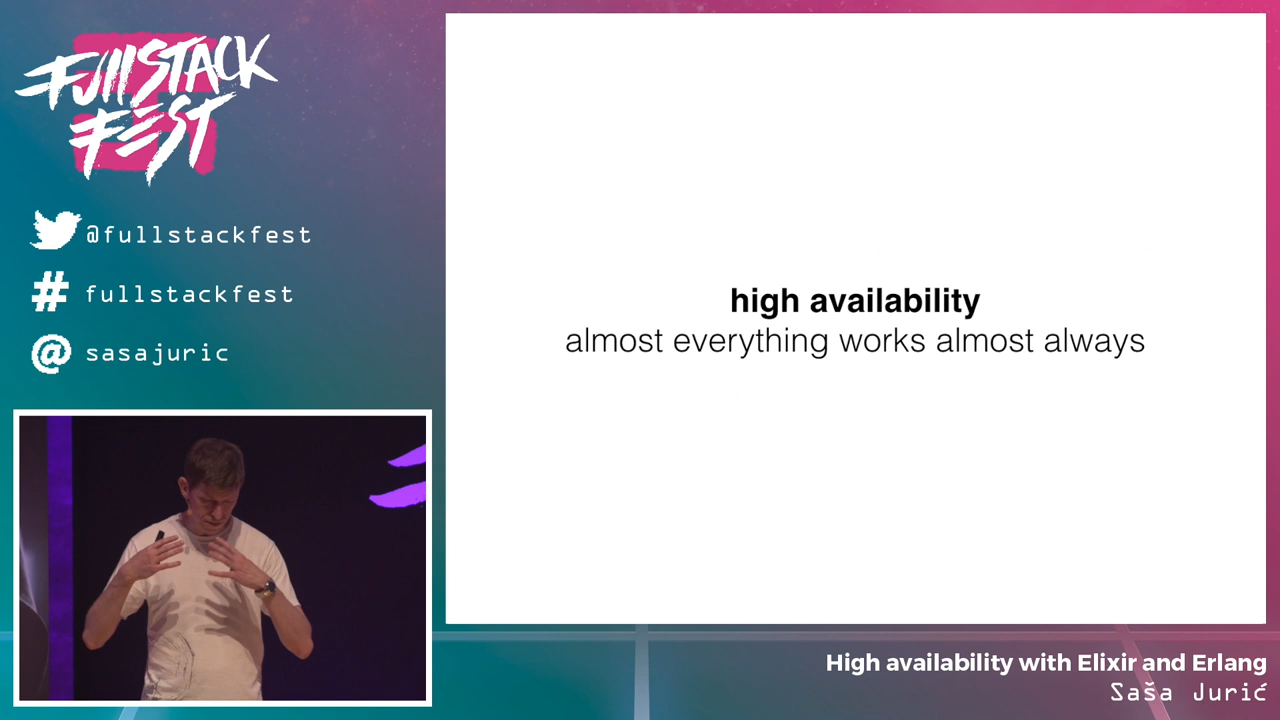 FullSTACK
FEST
@fullstackfest
# fullstackfest
@ sasajuric
high availability
almost everything works almost always
High availability with Elixir and Erlang
Saša Jurić